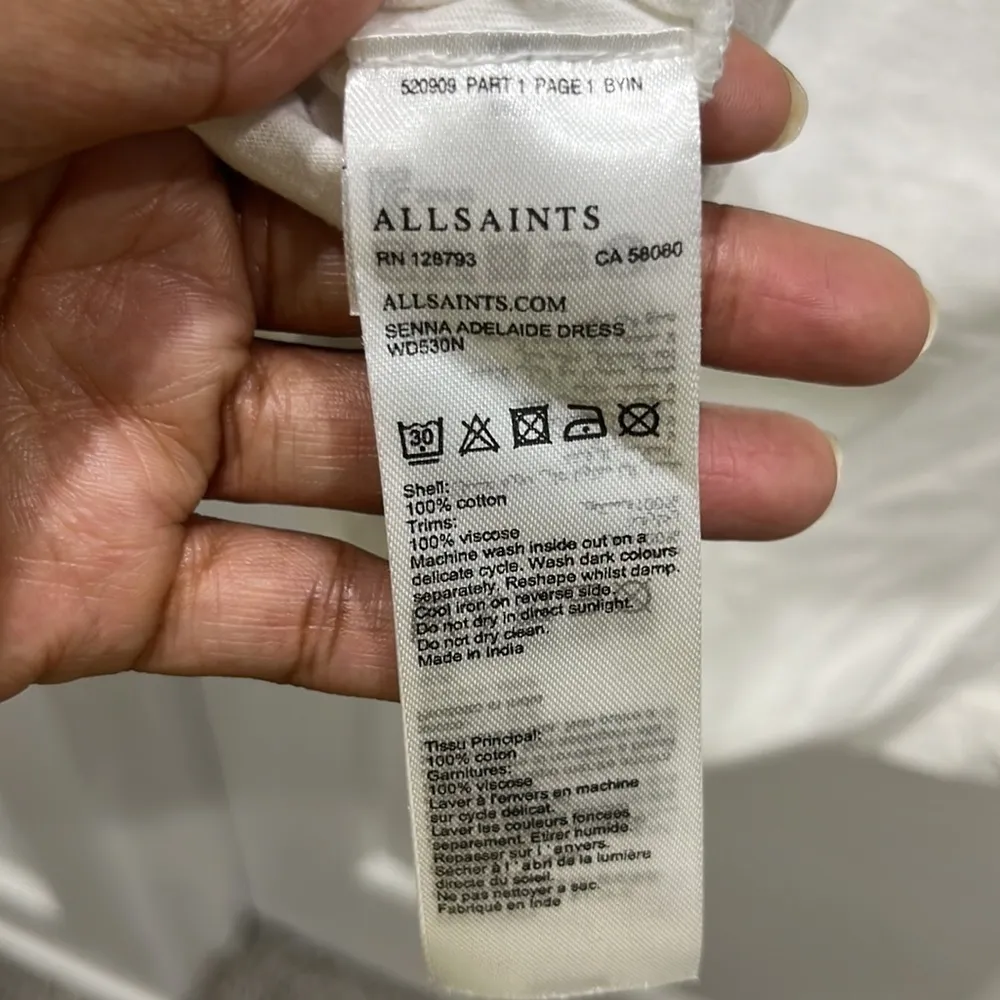 520909 PART 1 PAGE 1 BYIN
ALLSAINTS
RN 128793 CA 58080
ALLSAINTS.COM
SENNA ADELAIDE DRESS
WD530N
30
Shell:
100% cotton
Trims:
100% viscose
Machine wash inside out on a
delicate cycle. Wash dark colours
separately. Reshape whilst damp.
Cool iron on reverse side.
Do not dry in direct sunlight.
Do not dry clean.
Made in India
Tissu Principal:
100% coton
Garnitures:
100% viscose
Laver à l'envers en machine
sur cycle délicat.
Laver les couleurs foncées
separement. Etirer humide.
Repasser sur l'envers.
Sécher à l'abri de la lumière
directe du soleil.
Ne pas nettoyer a sec.
Fabriqué en Inde